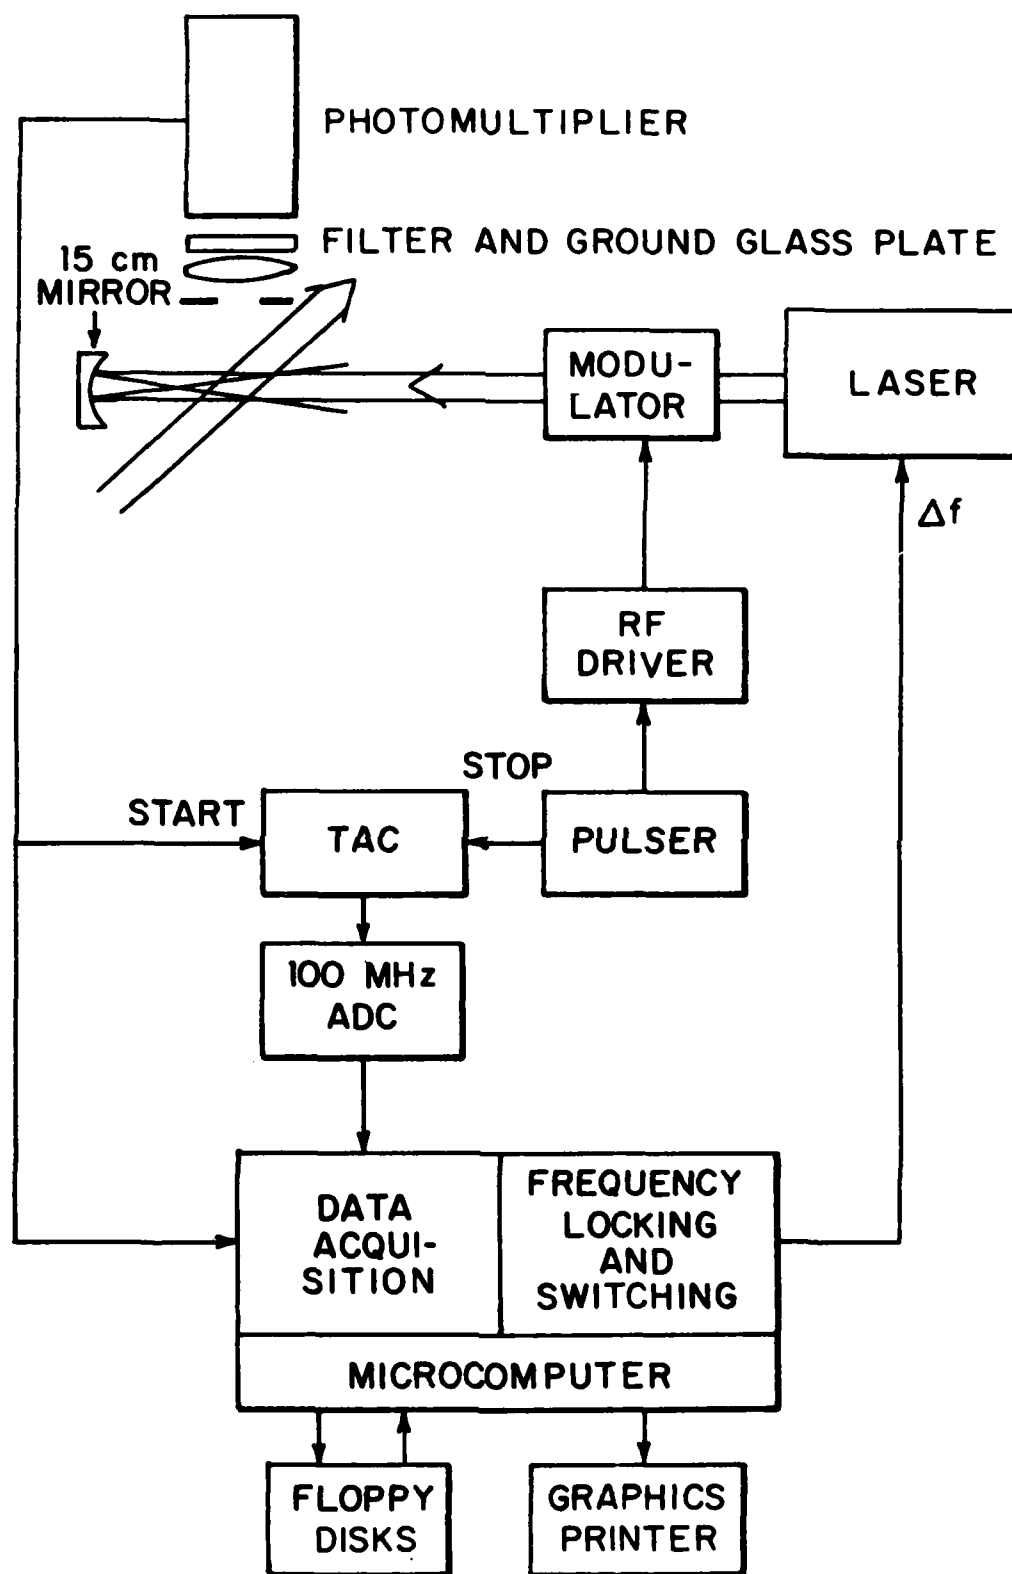 PHOTOMULTIPLIER
FILTER AND GROUND GLASS PLATE
15 cm
MIRROR
MODU-
LATOR
LASER
Δf
RF
DRIVER
STOP
START
TAC
PULSER
100 MHz
ADC
DATA
ACQUI-
SITION
FREQUENCY
LOCKING
AND
SWITCHING
MICROCOMPUTER
FLOPPY
DISKS
GRAPHICS
PRINTER